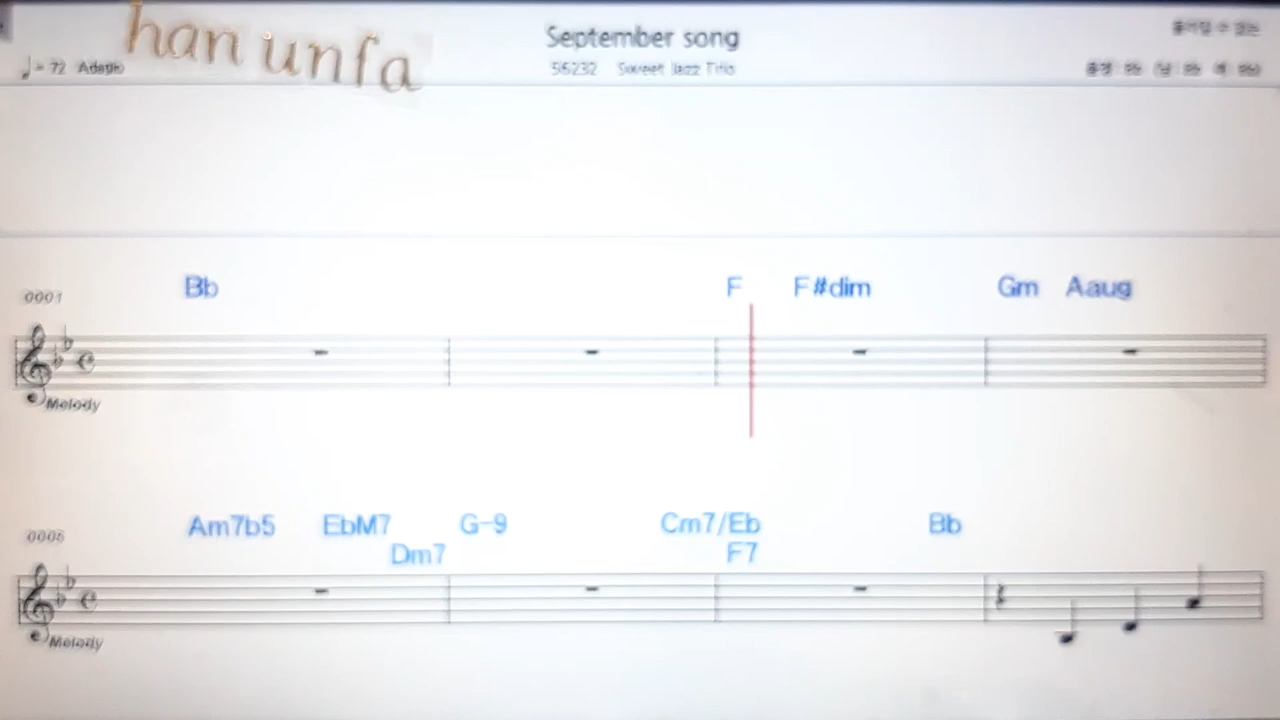 han unfa
September song
♩= 72 Adagio
56232 Sweet Jazz Trio
0001
Bb F F#dim Gm Aaug
Melody
0005
Am7b5 EbM7 G-9 Cm7/Eb Bb
Dm7 F7
Melody